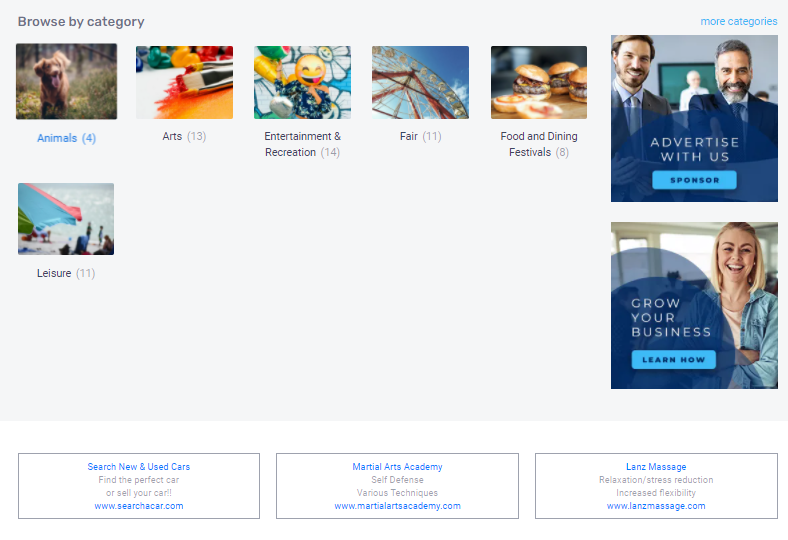 Browse by category
more categories
Animals (4)
Arts (13)
Entertainment &
Recreation (14)
Fair (11)
Food and Dining
Festivals (8)
ADVERTISE
WITH US
SPONSOR
Leisure (11)
GROW
YOUR
BUSINESS
LEARN HOW
Search New & Used Cars
Find the perfect car
or sell your car!!
www.searchacar.com
Martial Arts Academy
Self Defense
Various Techniques
www.martialartsacademy.com
Lanz Massage
Relaxation/stress reduction
Increased flexibility
www.lanzmassage.com